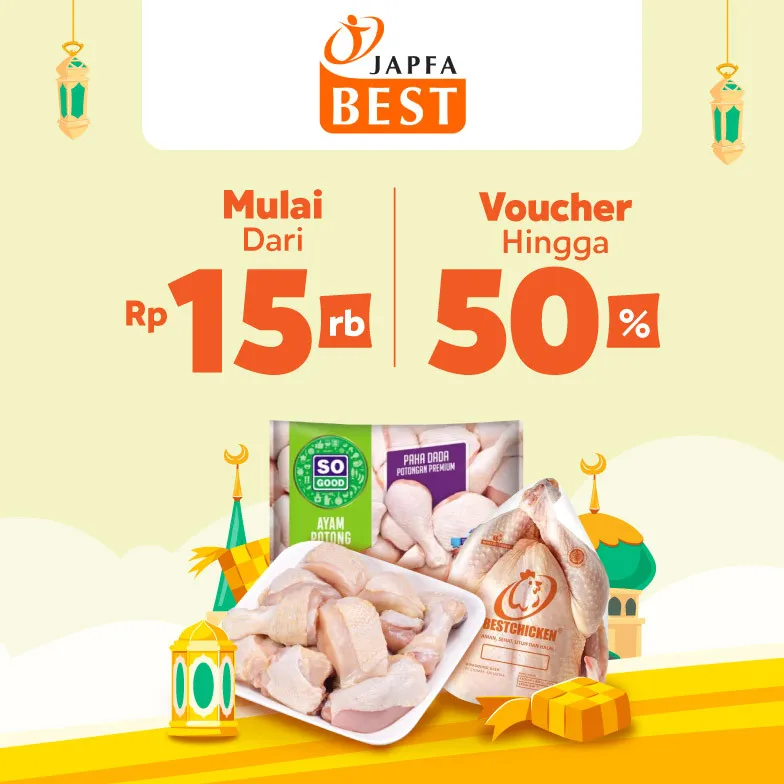 JAPFA
BEST
Mulai
Dari
Rp 15 rb
Voucher
Hingga
50 %
SO
GOOD
PAHA DADA
POTONGAN PREMIUM
AYAM
POTONG
BESTCHICKEN